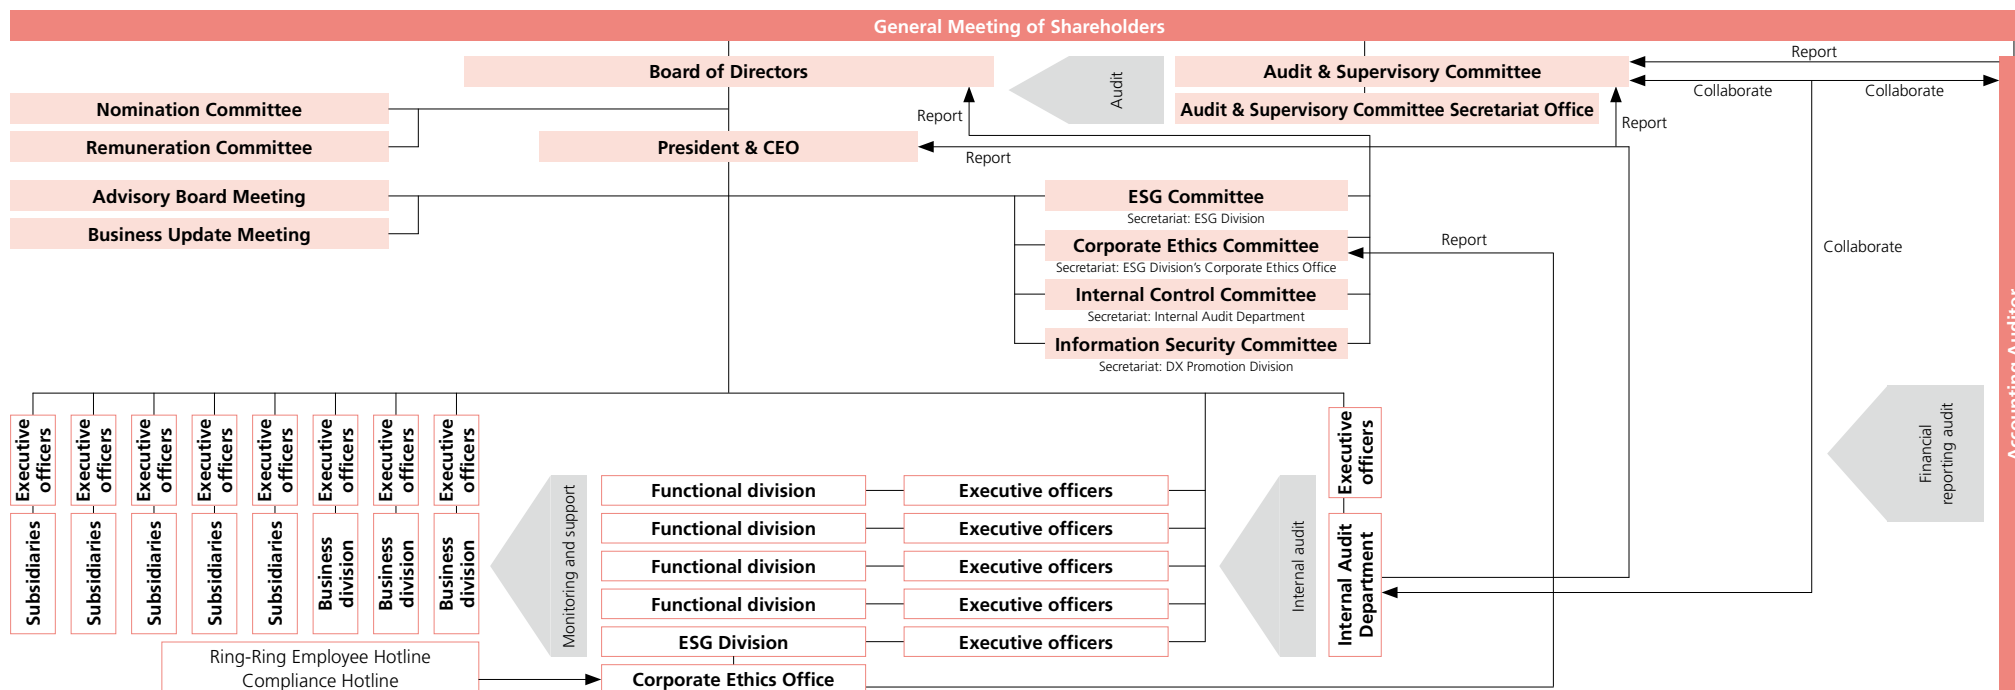 General Meeting of Shareholders
Board of Directors
Audit
Audit & Supervisory Committee
Report
Collaborate
Collaborate
Nomination Committee
Audit & Supervisory Committee Secretariat Office
Report
Report
Remuneration Committee
President & CEO
Report
Advisory Board Meeting
ESG Committee
Secretariat: ESG Division
Business Update Meeting
Corporate Ethics Committee
Secretariat: ESG Division's Corporate Ethics Office
Report
Collaborate
Internal Control Committee
Secretariat: Internal Audit Department
Information Security Committee
Secretariat: DX Promotion Division
Accounting Auditor
Financial
reporting audit
Executive
officers
Executive
officers
Executive
officers
Executive
officers
Executive
officers
Executive
officers
Executive
officers
Executive
officers
Executive
officers
Subsidiaries
Subsidiaries
Subsidiaries
Subsidiaries
Subsidiaries
Business
division
Business
division
Business
division
Monitoring and support
Functional division
Executive officers
Functional division
Executive officers
Functional division
Executive officers
Functional division
Executive officers
ESG Division
Executive officers
Internal audit
Internal Audit
Department
Ring-Ring Employee Hotline
Compliance Hotline
Corporate Ethics Office